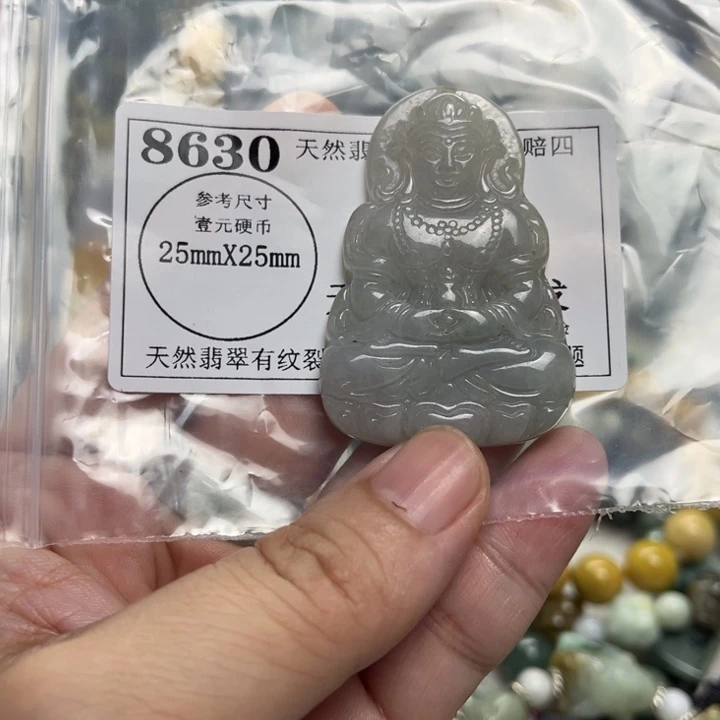 8630 天然翡 赔四
参考尺寸
壹元硬币
25mmX25mm
天然翡翠有纹裂 题